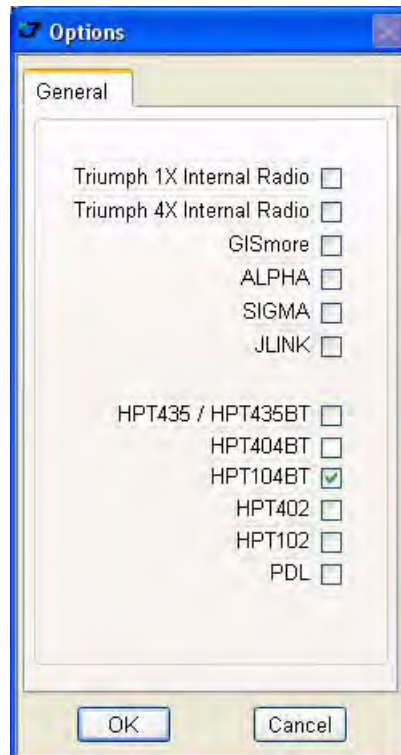 Options
General
Triumph 1X Internal Radio
Triumph 4X Internal Radio
GISmore
ALPHA
SIGMA
JLINK
HPT435 / HPT435BT
HPT404BT
HPT104BT
HPT402
HPT102
PDL
OK Cancel